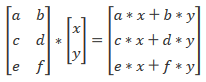 [a b] [x] [a * x + b * y]
[c d] * [y] = [c * x + d * y]
[e f] [e * x + f * y]